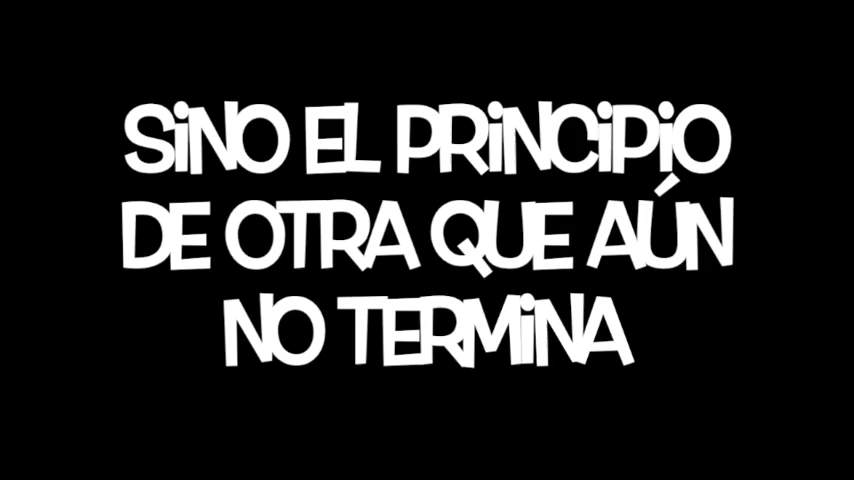 SiNO EL PRiNCiPiO
DE OTRA QUE AÚN
NO TERMiNA